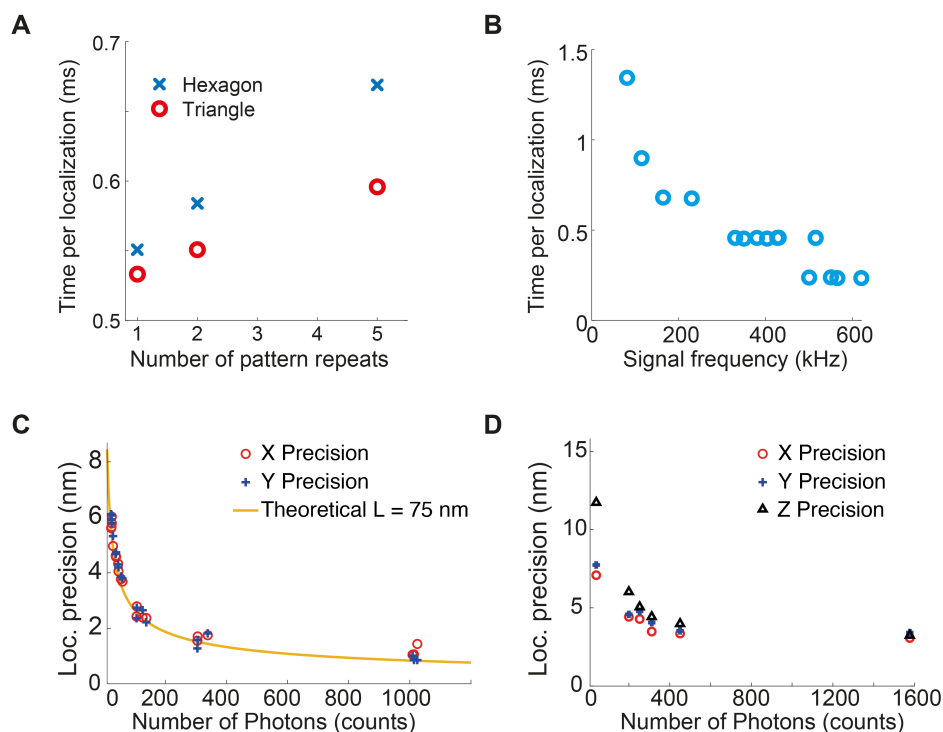 A
0.7
0.6
0.5
Time per localization (ms)
Hexagon
Triangle
1 2 3 4 5
Number of pattern repeats
B
1.5
1
0.5
0
Time per localization (ms)
0 200 400 600
Signal frequency (kHz)
C
8
6
4
2
0
Loc. precision (nm)
X Precision
Y Precision
Theoretical L = 75 nm
0 200 400 600 800 1000
Number of Photons (counts)
D
15
10
5
0
Loc. precision (nm)
X Precision
Y Precision
Z Precision
0 400 800 1200 1600
Number of Photons (counts)